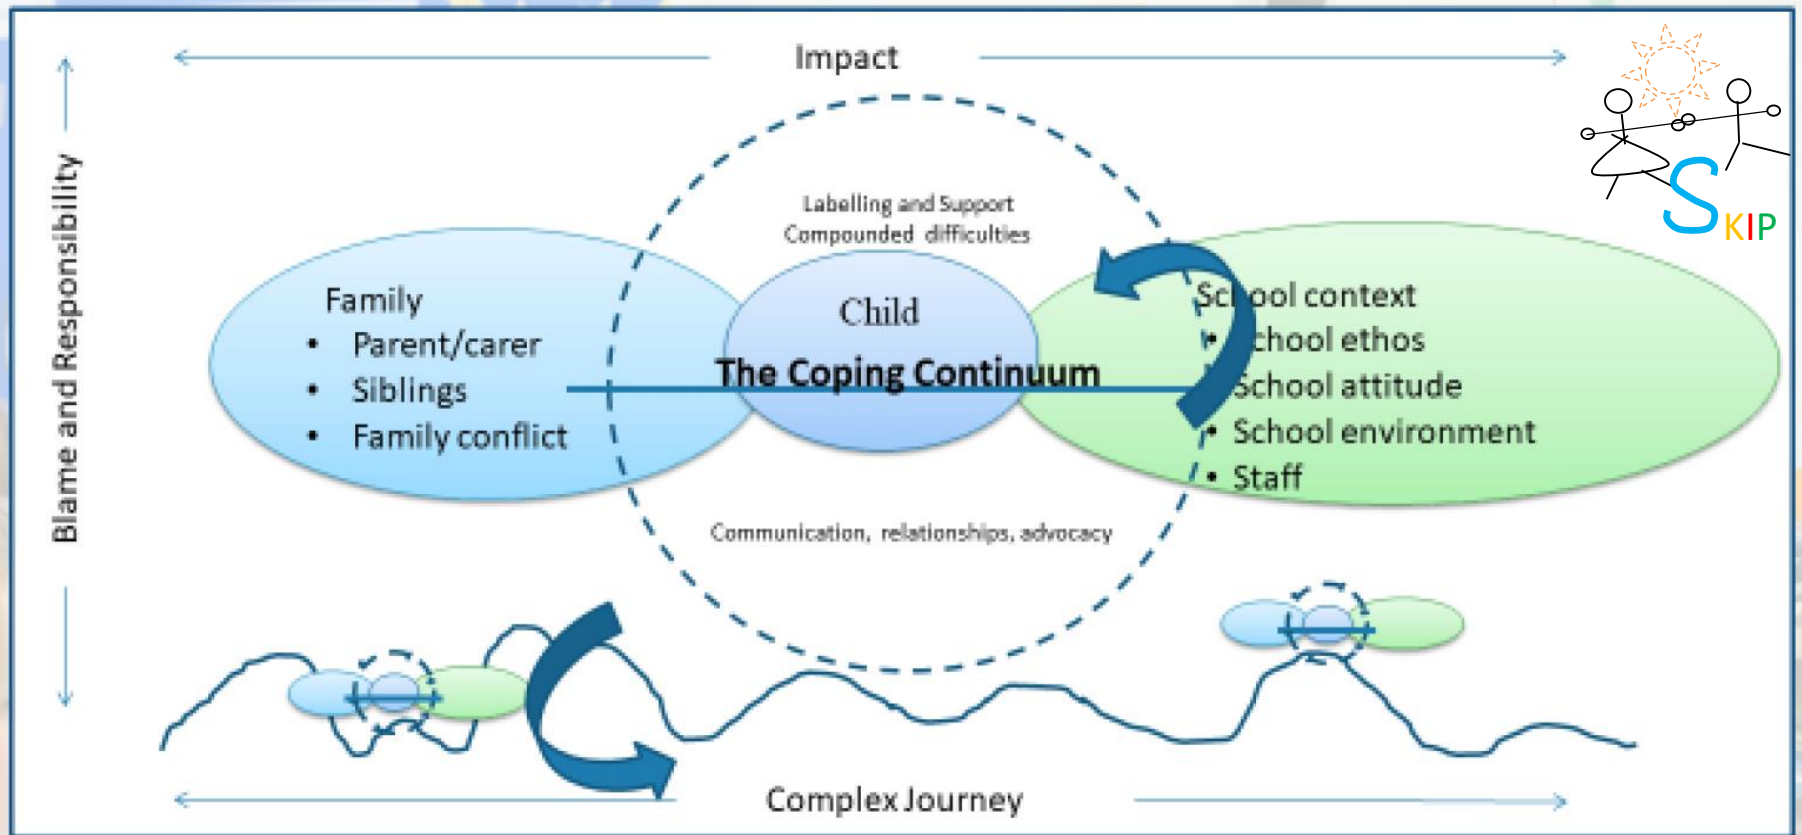 Impact
Blame and Responsibility
SKIP
Labelling and Support
Compounded difficulties
Family
• Parent/carer
• Siblings
• Family conflict
Child
The Coping Continuum
School context
• School ethos
• School attitude
• School environment
• Staff
Communication, relationships, advocacy
Complex Journey